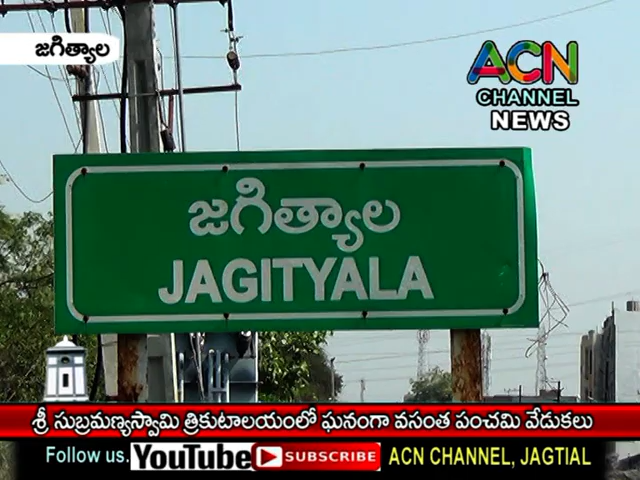 జగిత్యాల
ACN
CHANNEL
NEWS
జగిత్యాల
JAGITYALA
శ్రీ సుబ్రమణ్యస్వామి త్రికుటాలయంలో ఘనంగా వసంత పంచమి వేడుకలు
Follow us. YouTube SUBSCRIBE ACN CHANNEL, JAGTIAL